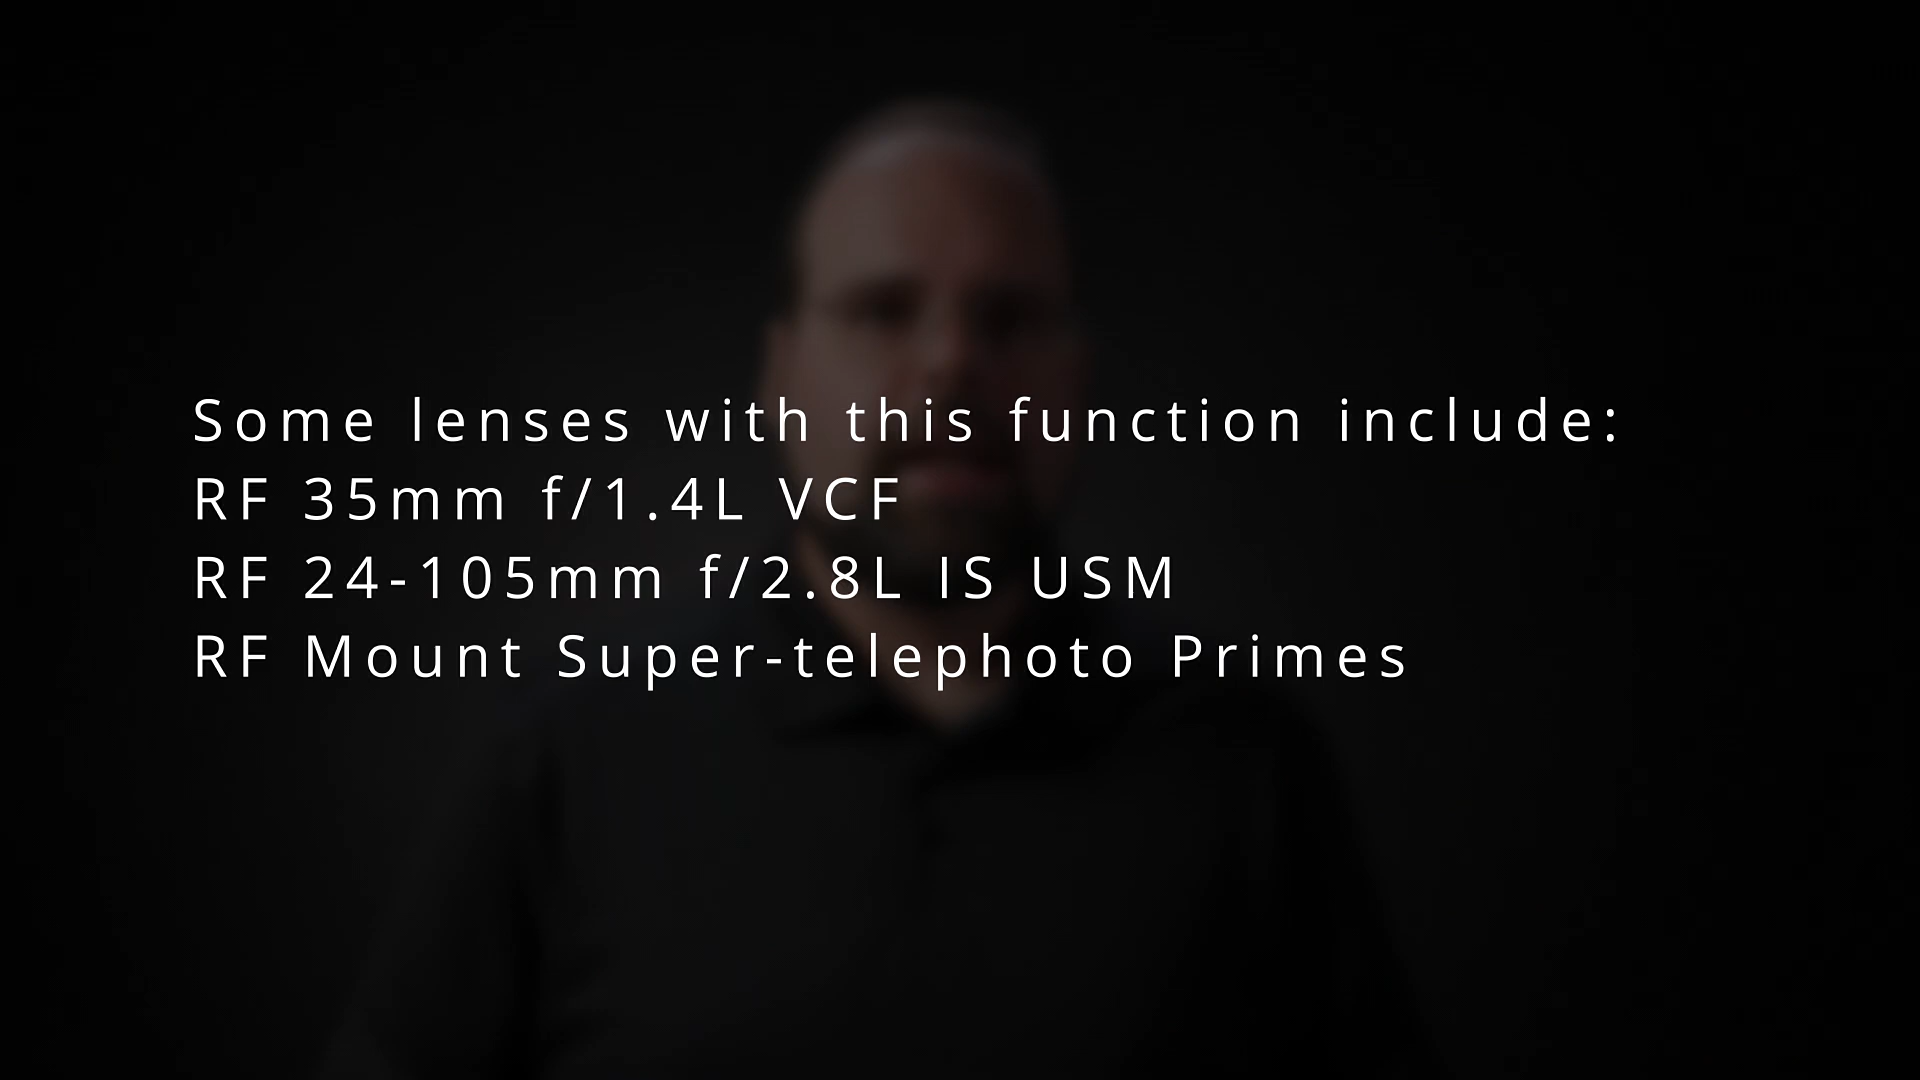 Some lenses with this function include:
RF 35mm f/1.4L VCF
RF 24-105mm f/2.8L IS USM
RF Mount Super-telephoto Primes